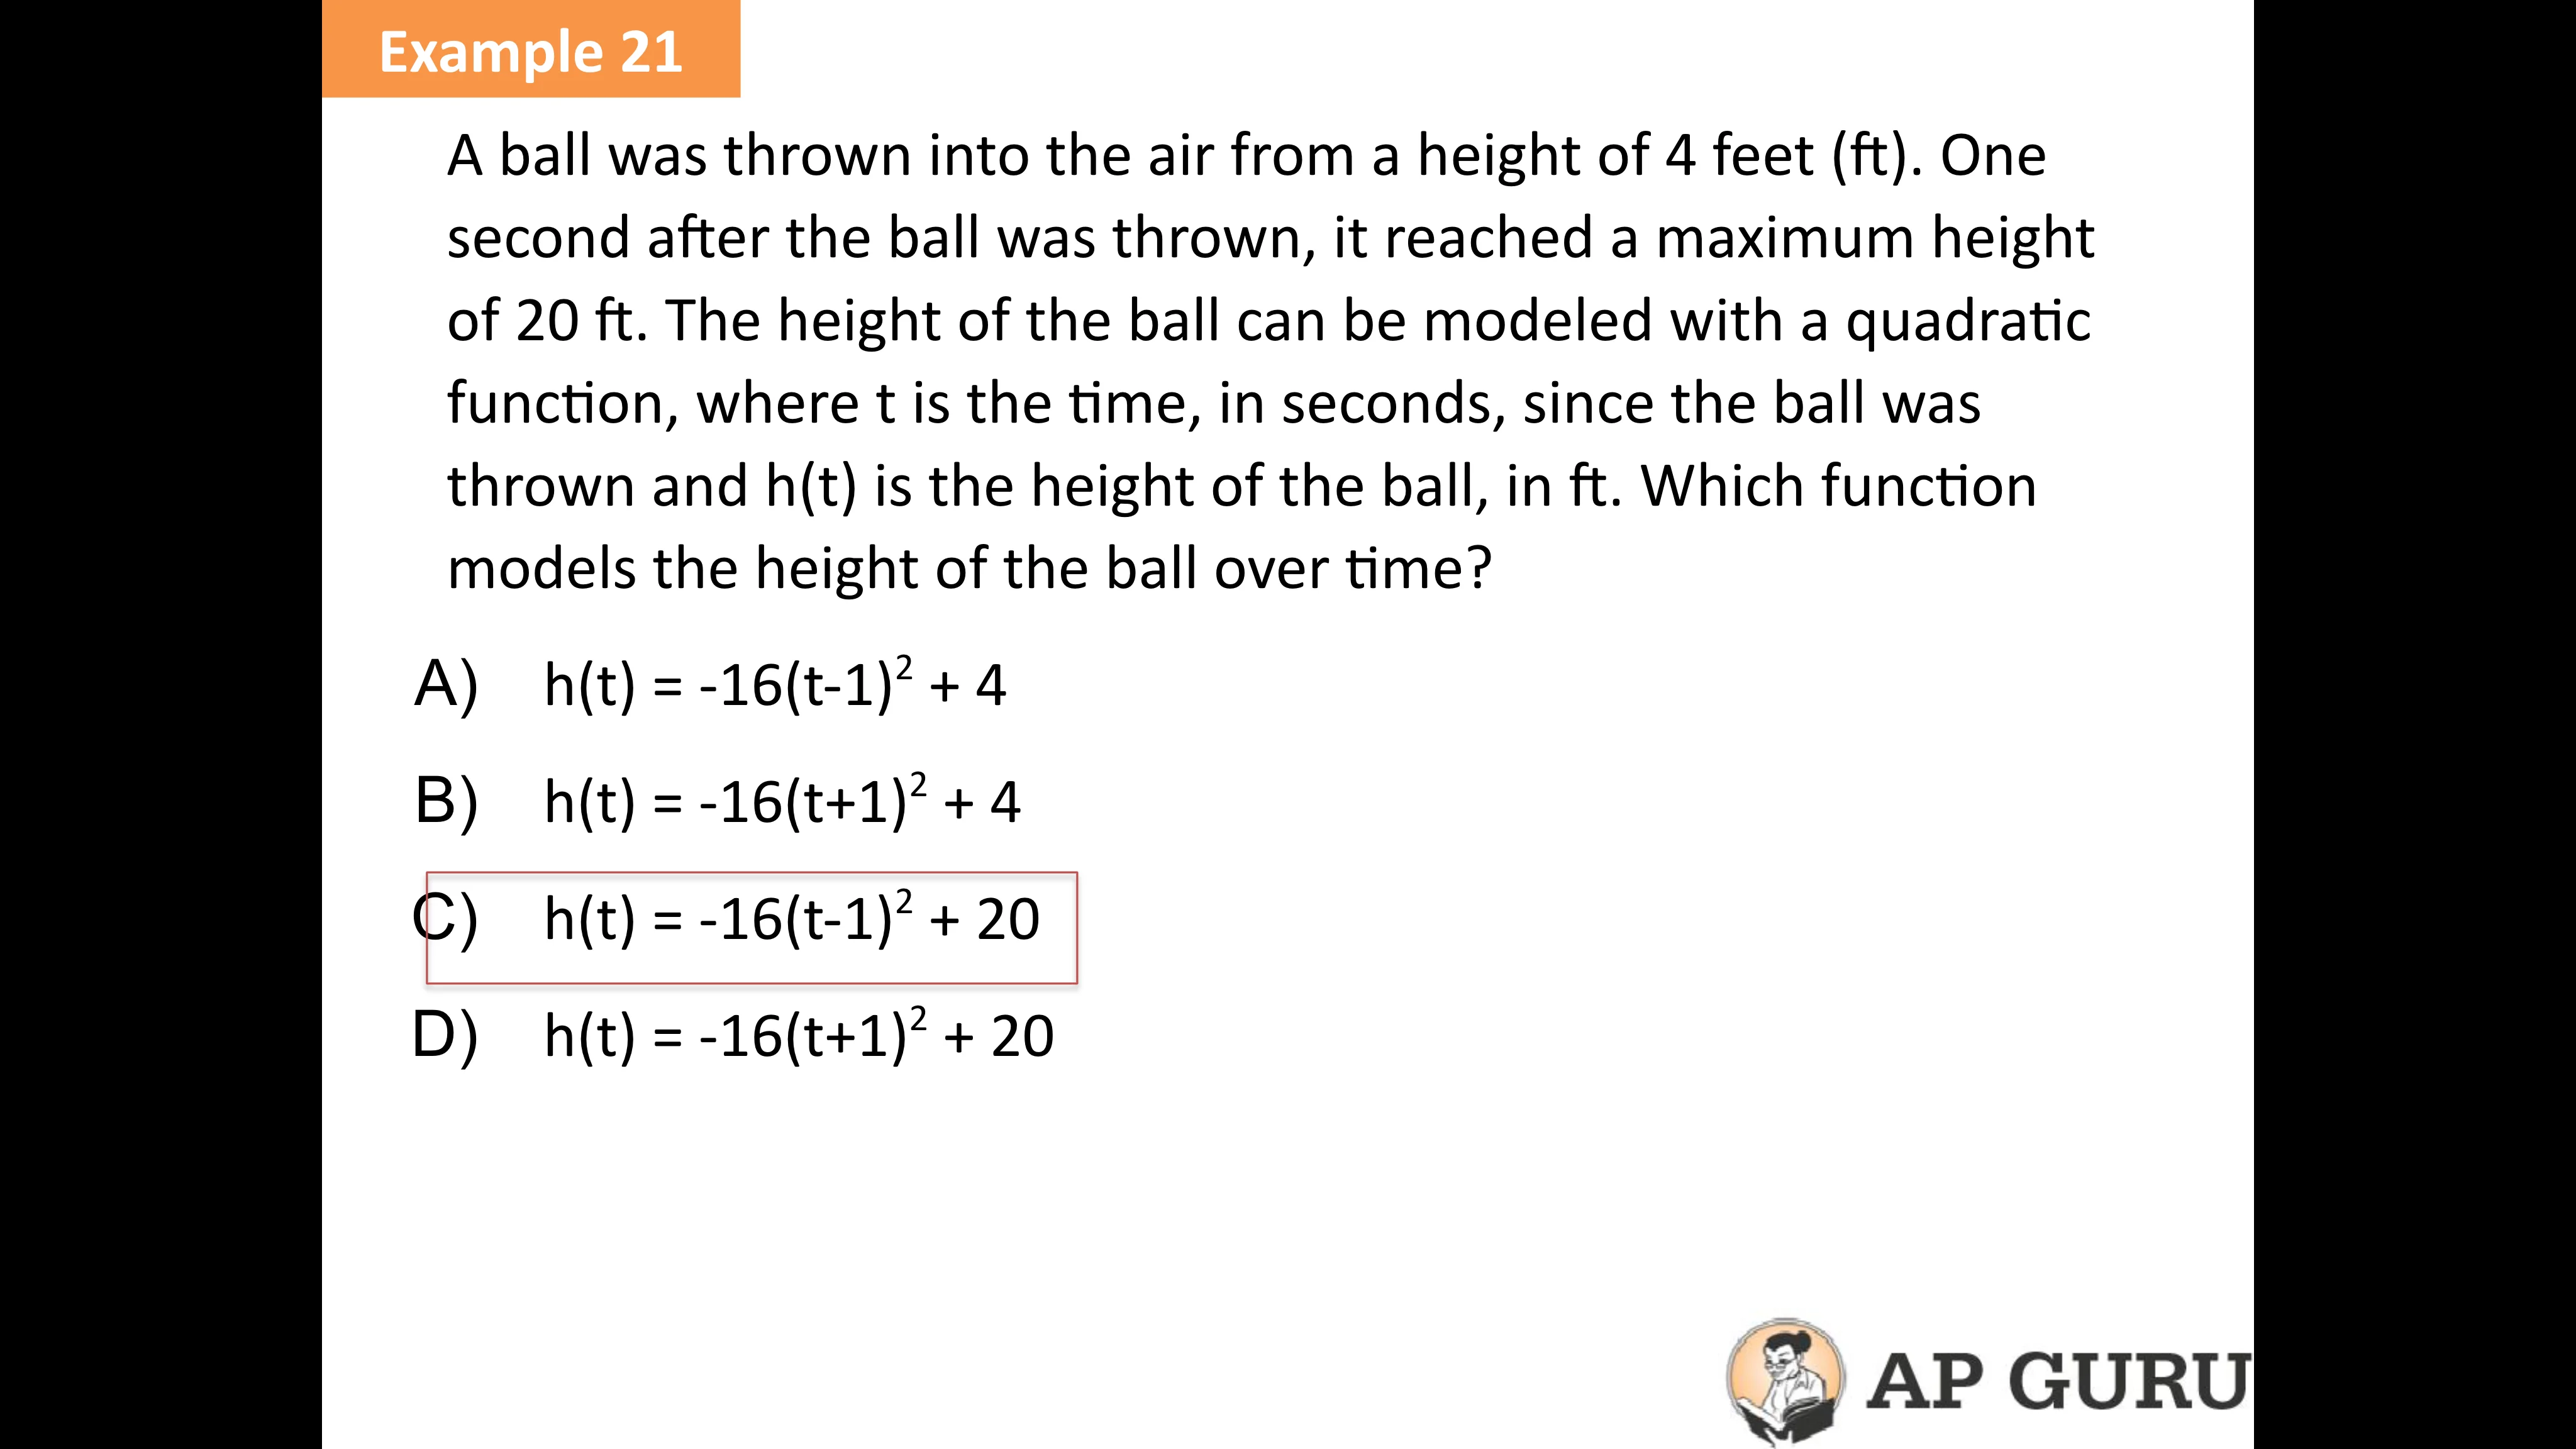 Example 21
A ball was thrown into the air from a height of 4 feet (ft). One
second after the ball was thrown, it reached a maximum height
of 20 ft. The height of the ball can be modeled with a quadratic
function, where t is the time, in seconds, since the ball was
thrown and h(t) is the height of the ball, in ft. Which function
models the height of the ball over time?
A) h(t) = -16(t-1)² + 4
B) h(t) = -16(t+1)² + 4
C) h(t) = -16(t-1)² + 20
D) h(t) = -16(t+1)² + 20
AP GURU